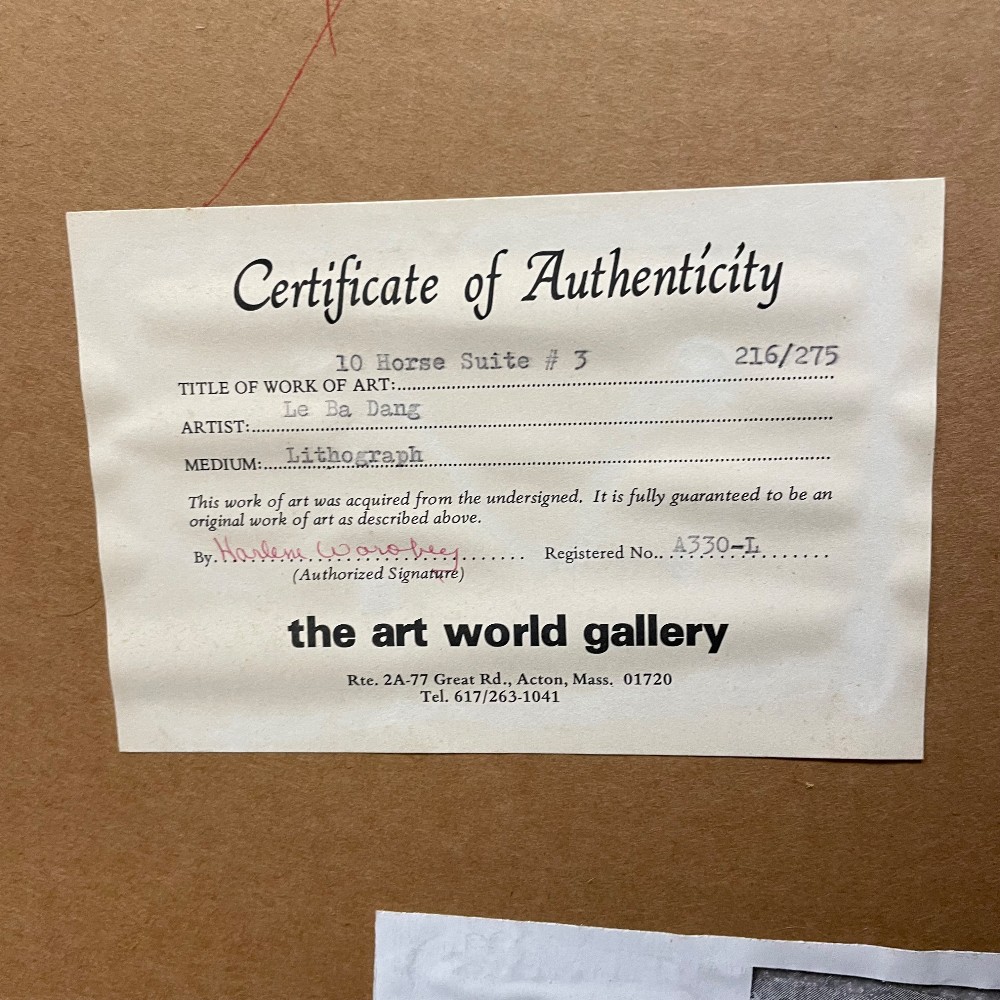 Certificate of Authenticity
10 Horse Suite # 3 216/275
TITLE OF WORK OF ART:
Le Ba Dang
ARTIST:
MEDIUM: Lithograph
This work of art was acquired from the undersigned. It is fully guaranteed to be an
original work of art as described above.
By. Harlene Worobey Registered No.. A330-L
(Authorized Signature)
the art world gallery
Rte. 2A-77 Great Rd., Acton, Mass. 01720
Tel. 617/263-1041